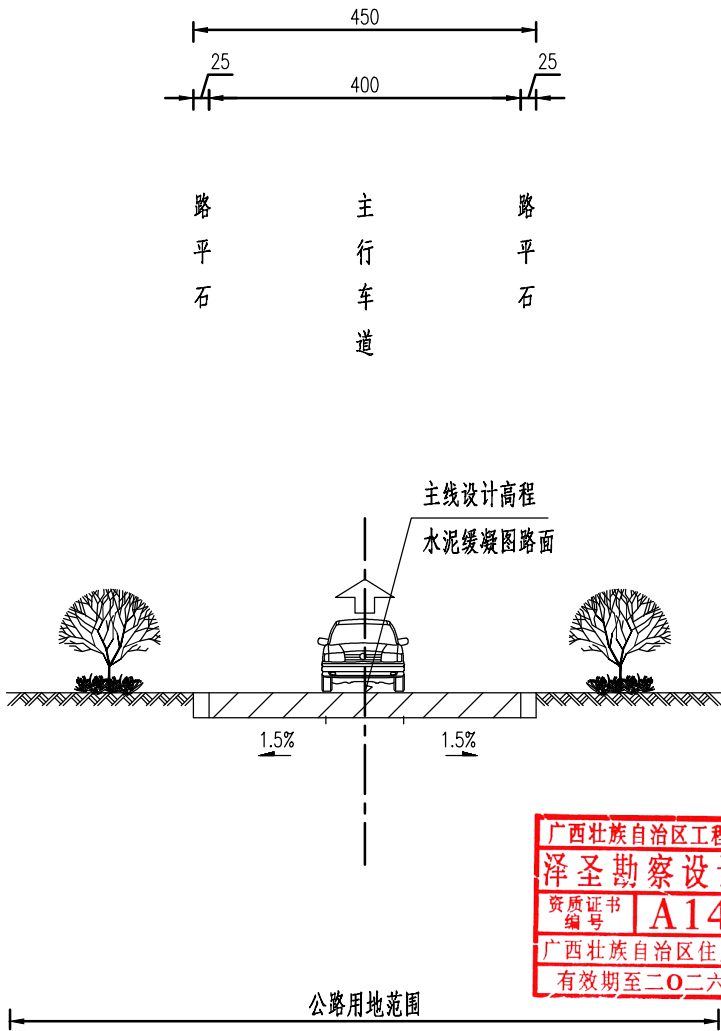 450
25
25
400
路平石
主行车道
路平石
主线设计高程
水泥缓凝图路面
1.5%
1.5%
广西壮族自治区工程
泽圣勘察设
资质证书
编号
A14
广西壮族自治区住
有效期至二O二六
公路用地范围